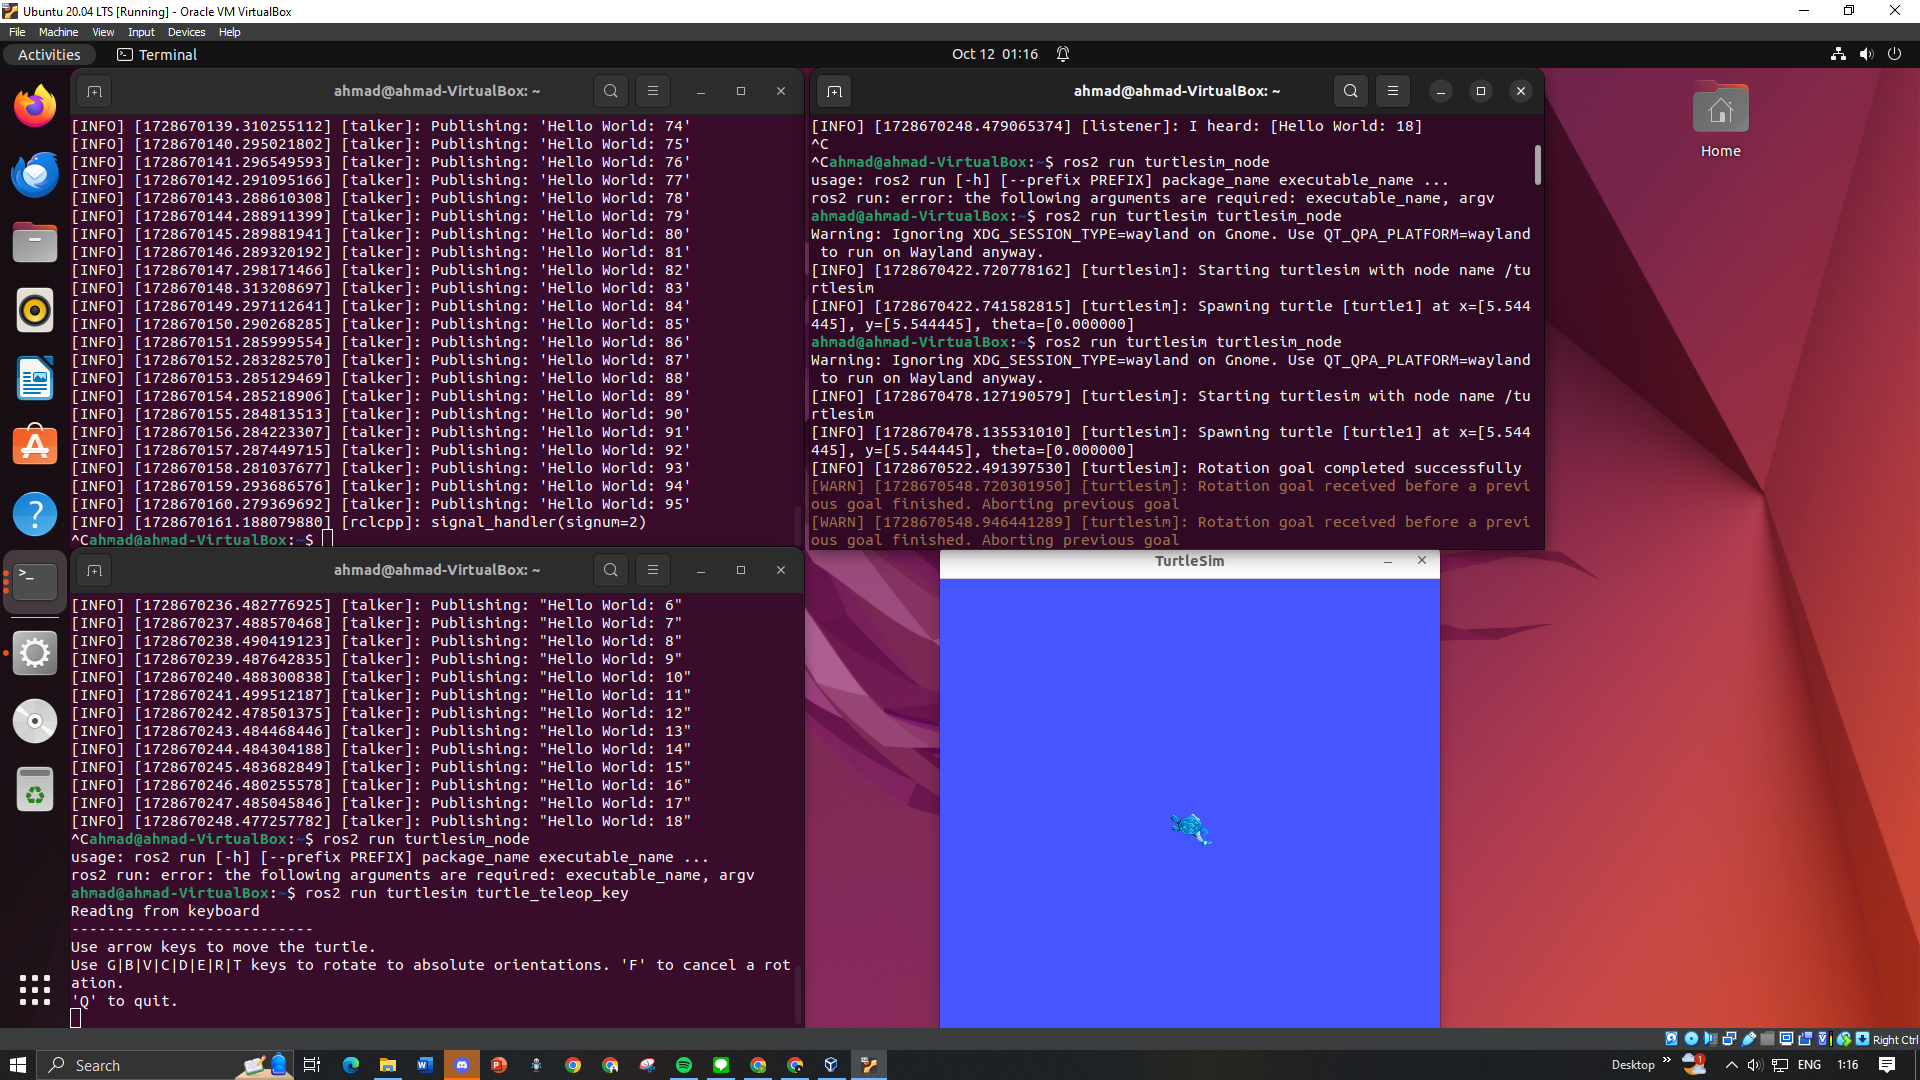 Ubuntu 20.04 LTS [Running] - Oracle VM VirtualBox
File Machine View Input Devices Help
Activities Terminal Oct 12 01:16
ahmad@ahmad-VirtualBox: ~
[INFO] [1728670139.310255112] [talker]: Publishing: 'Hello World: 74'
[INFO] [1728670140.295021802] [talker]: Publishing: 'Hello World: 75'
[INFO] [1728670141.296549593] [talker]: Publishing: 'Hello World: 76'
[INFO] [1728670142.291095166] [talker]: Publishing: 'Hello World: 77'
[INFO] [1728670143.288610308] [talker]: Publishing: 'Hello World: 78'
[INFO] [1728670144.288911399] [talker]: Publishing: 'Hello World: 79'
[INFO] [1728670145.289881941] [talker]: Publishing: 'Hello World: 80'
[INFO] [1728670146.289320192] [talker]: Publishing: 'Hello World: 81'
[INFO] [1728670147.298171466] [talker]: Publishing: 'Hello World: 82'
[INFO] [1728670148.313208697] [talker]: Publishing: 'Hello World: 83'
[INFO] [1728670149.297112641] [talker]: Publishing: 'Hello World: 84'
[INFO] [1728670150.290268285] [talker]: Publishing: 'Hello World: 85'
[INFO] [1728670151.285999554] [talker]: Publishing: 'Hello World: 86'
[INFO] [1728670152.283282570] [talker]: Publishing: 'Hello World: 87'
[INFO] [1728670153.285129469] [talker]: Publishing: 'Hello World: 88'
[INFO] [1728670154.285218906] [talker]: Publishing: 'Hello World: 89'
[INFO] [1728670155.284813513] [talker]: Publishing: 'Hello World: 90'
[INFO] [1728670156.284223307] [talker]: Publishing: 'Hello World: 91'
[INFO] [1728670157.287449715] [talker]: Publishing: 'Hello World: 92'
[INFO] [1728670158.281037677] [talker]: Publishing: 'Hello World: 93'
[INFO] [1728670159.293686576] [talker]: Publishing: 'Hello World: 94'
[INFO] [1728670160.279369692] [talker]: Publishing: 'Hello World: 95'
[INFO] [1728670161.188079880] [rclcpp]: signal_handler(signum=2)
^Cahmad@ahmad-VirtualBox:~$
ahmad@ahmad-VirtualBox: ~
[INFO] [1728670248.479065374] [listener]: I heard: [Hello World: 18]
^C
^Cahmad@ahmad-VirtualBox:~$ ros2 run turtlesim_node
usage: ros2 run [-h] [--prefix PREFIX] package_name executable_name ...
ros2 run: error: the following arguments are required: executable_name, argv
ahmad@ahmad-VirtualBox:~$ ros2 run turtlesim turtlesim_node
Warning: Ignoring XDG_SESSION_TYPE=wayland on Gnome. Use QT_QPA_PLATFORM=wayland
to run on Wayland anyway.
[INFO] [1728670422.720778162] [turtlesim]: Starting turtlesim with node name /tu
rtlesim
[INFO] [1728670422.741582815] [turtlesim]: Spawning turtle [turtle1] at x=[5.544
445], y=[5.544445], theta=[0.000000]
ahmad@ahmad-VirtualBox:~$ ros2 run turtlesim turtlesim_node
Warning: Ignoring XDG_SESSION_TYPE=wayland on Gnome. Use QT_QPA_PLATFORM=wayland
to run on Wayland anyway.
[INFO] [1728670478.127190579] [turtlesim]: Starting turtlesim with node name /tu
rtlesim
[INFO] [1728670478.135531010] [turtlesim]: Spawning turtle [turtle1] at x=[5.544
445], y=[5.544445], theta=[0.000000]
[INFO] [1728670522.491397530] [turtlesim]: Rotation goal completed successfully
[WARN] [1728670548.720301950] [turtlesim]: Rotation goal received before a previ
ous goal finished. Aborting previous goal
[WARN] [1728670548.946441289] [turtlesim]: Rotation goal received before a previ
ous goal finished. Aborting previous goal
Home
ahmad@ahmad-VirtualBox: ~
[INFO] [1728670236.482776925] [talker]: Publishing: "Hello World: 6"
[INFO] [1728670237.488570468] [talker]: Publishing: "Hello World: 7"
[INFO] [1728670238.490419123] [talker]: Publishing: "Hello World: 8"
[INFO] [1728670239.487642835] [talker]: Publishing: "Hello World: 9"
[INFO] [1728670240.488300838] [talker]: Publishing: "Hello World: 10"
[INFO] [1728670241.499512187] [talker]: Publishing: "Hello World: 11"
[INFO] [1728670242.478501375] [talker]: Publishing: "Hello World: 12"
[INFO] [1728670243.484468446] [talker]: Publishing: "Hello World: 13"
[INFO] [1728670244.484304188] [talker]: Publishing: "Hello World: 14"
[INFO] [1728670245.483682849] [talker]: Publishing: "Hello World: 15"
[INFO] [1728670246.480255578] [talker]: Publishing: "Hello World: 16"
[INFO] [1728670247.485045846] [talker]: Publishing: "Hello World: 17"
[INFO] [1728670248.477257782] [talker]: Publishing: "Hello World: 18"
^Cahmad@ahmad-VirtualBox:~$ ros2 run turtlesim_node
usage: ros2 run [-h] [--prefix PREFIX] package_name executable_name ...
ros2 run: error: the following arguments are required: executable_name, argv
ahmad@ahmad-VirtualBox:~$ ros2 run turtlesim turtle_teleop_key
Reading from keyboard
---------------------------
Use arrow keys to move the turtle.
Use G|B|V|C|D|E|R|T keys to rotate to absolute orientations. 'F' to cancel a rot
ation.
'Q' to quit.
TurtleSim
Right Ctrl
Search
Desktop » 1 ENG 1:16